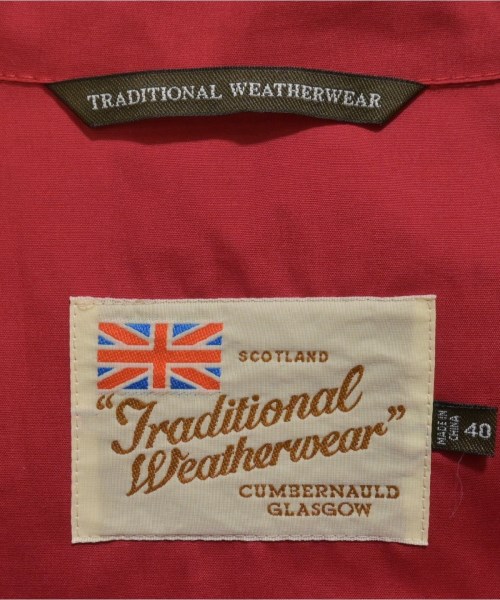 TRADITIONAL WEATHERWEAR
SCOTLAND
"Traditional
Weatherwear"
CUMBERNAULD
GLASGOW
MADE IN
CHINA
40